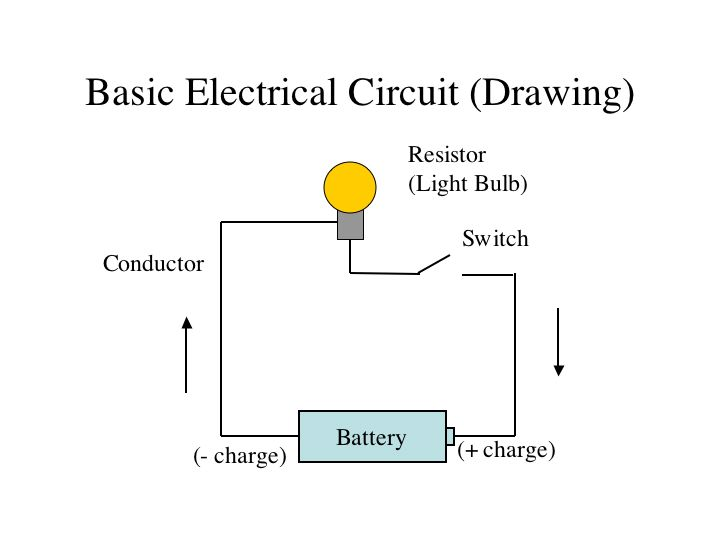 Basic Electrical Circuit (Drawing)
Resistor
(Light Bulb)
Switch
Conductor
Battery
(- charge)
(+ charge)